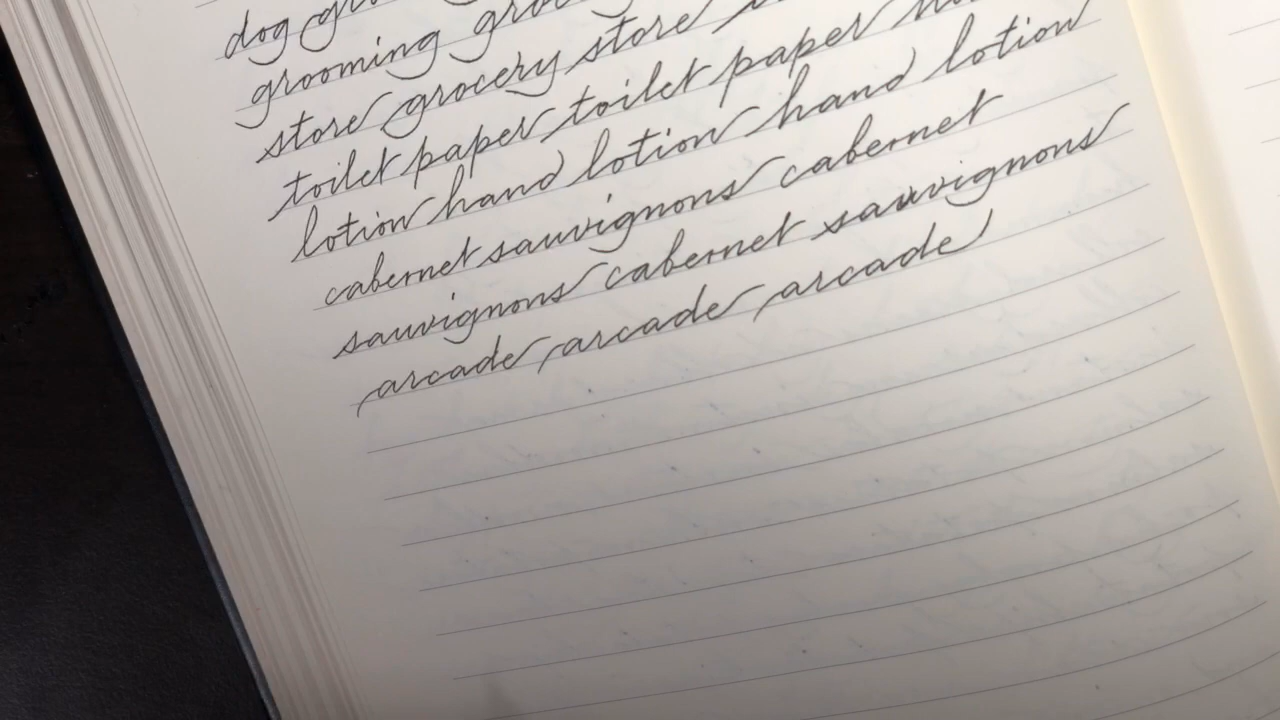 dog
grooming
store grocery store
toilet paper toilet paper
lotion hand lotion hand lotion
cabernet sauvignons cabernet
sauvignons cabernet sauvignons
arcade arcade arcade